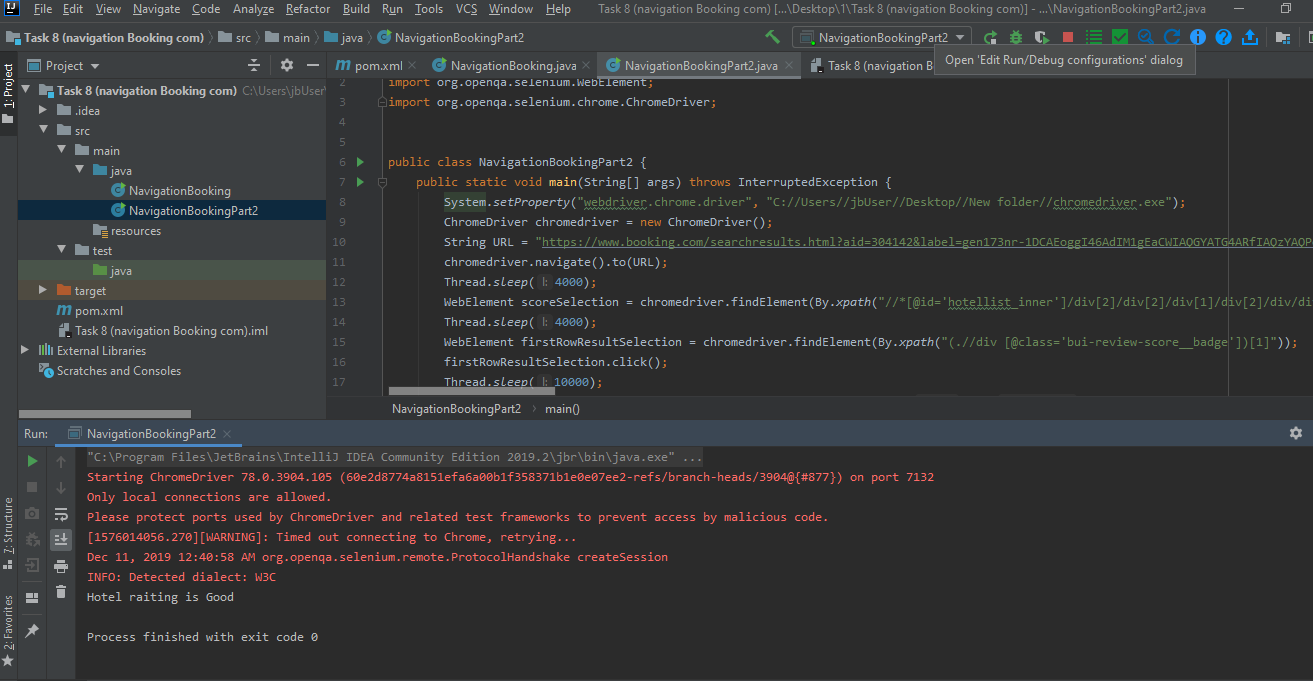 File Edit View Navigate Code Analyze Refactor Build Run Tools VCS Window Help Task 8 (navigation Booking com) [...\Desktop\1\Task 8 (navigation Booking com)] - ...\NavigationBookingPart2.java
Task 8 (navigation Booking com) src main java NavigationBookingPart2 NavigationBookingPart2
Open 'Edit Run/Debug configurations' dialog
1: Project
Project
pom.xml NavigationBooking.java NavigationBookingPart2.java Task 8 (navigation B
Task 8 (navigation Booking com) C:\Users\jbUser\
.idea
src
main
java
NavigationBooking
NavigationBookingPart2
resources
test
java
target
pom.xml
Task 8 (navigation Booking com).iml
External Libraries
Scratches and Consoles
2 import org.openqa.selenium.WebElement;
3 import org.openqa.selenium.chrome.ChromeDriver;
4
5
6 public class NavigationBookingPart2 {
7 public static void main(String[] args) throws InterruptedException {
8 System.setProperty("webdriver.chrome.driver", "C://Users//jbUser//Desktop//New folder//chromedriver.exe");
9 ChromeDriver chromedriver = new ChromeDriver();
10 String URL = "https://www.booking.com/searchresults.html?aid=304142&label=gen173nr-1DCAEoggI46AdIM1gEaCWIAQGYATG4ARfIAQzYAQP
11 chromedriver.navigate().to(URL);
12 Thread.sleep( l: 4000);
13 WebElement scoreSelection = chromedriver.findElement(By.xpath("//*[@id='hotellist_inner']/div[2]/div[2]/div[1]/div[2]/div/di
14 Thread.sleep( l: 4000);
15 WebElement firstRowResultSelection = chromedriver.findElement(By.xpath("(.//div [@class='bui-review-score__badge'])[1]"));
16 firstRowResultSelection.click();
17 Thread.sleep( l: 10000);
NavigationBookingPart2 main()
Run: NavigationBookingPart2
"C:\Program Files\JetBrains\IntelliJ IDEA Community Edition 2019.2\jbr\bin\java.exe" ...
Starting ChromeDriver 78.0.3904.105 (60e2d8774a8151efa6a00b1f358371b1e0e07ee2-refs/branch-heads/3904@{#877}) on port 7132
Only local connections are allowed.
Please protect ports used by ChromeDriver and related test frameworks to prevent access by malicious code.
[1576014056.270][WARNING]: Timed out connecting to Chrome, retrying...
Dec 11, 2019 12:40:58 AM org.openqa.selenium.remote.ProtocolHandshake createSession
INFO: Detected dialect: W3C
Hotel raiting is Good
Process finished with exit code 0
7: Structure
2: Favorites